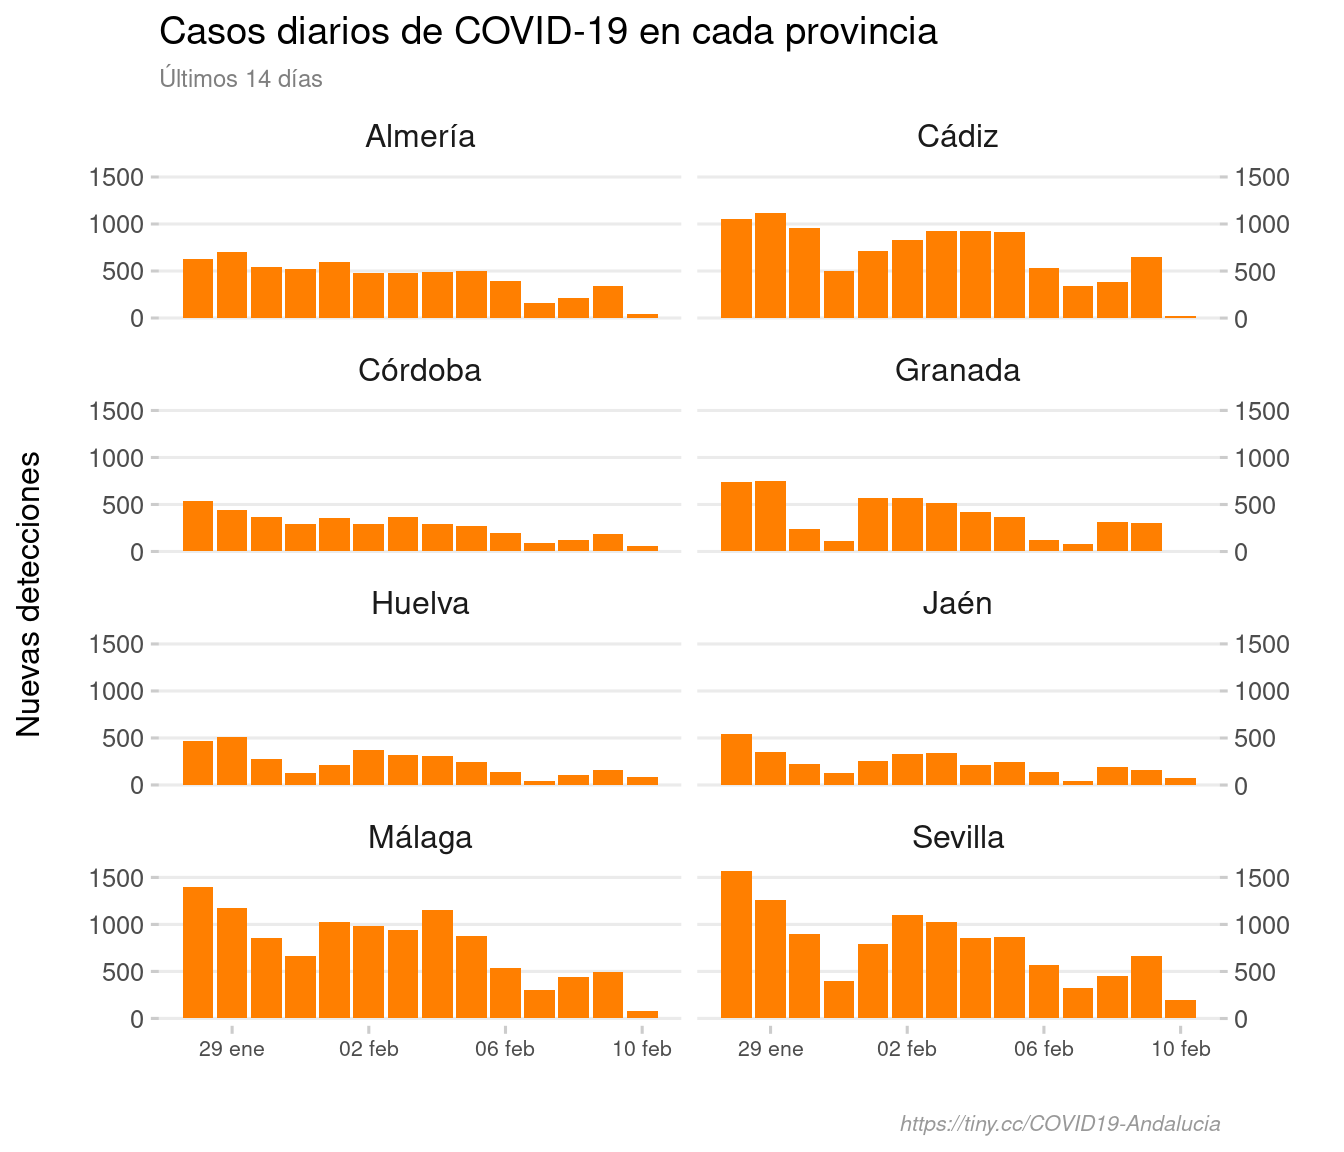 Casos diarios de COVID-19 en cada provincia
Últimos 14 días
Almería
Cádiz
1500
1000
500
0
1500
1000
500
0
Córdoba
Granada
1500
1000
500
0
1500
1000
500
0
Nuevas detecciones
Huelva
Jaén
1500
1000
500
0
1500
1000
500
0
Málaga
Sevilla
1500
1000
500
0
1500
1000
500
0
29 ene 02 feb 06 feb 10 feb
29 ene 02 feb 06 feb 10 feb
https://tiny.cc/COVID19-Andalucia